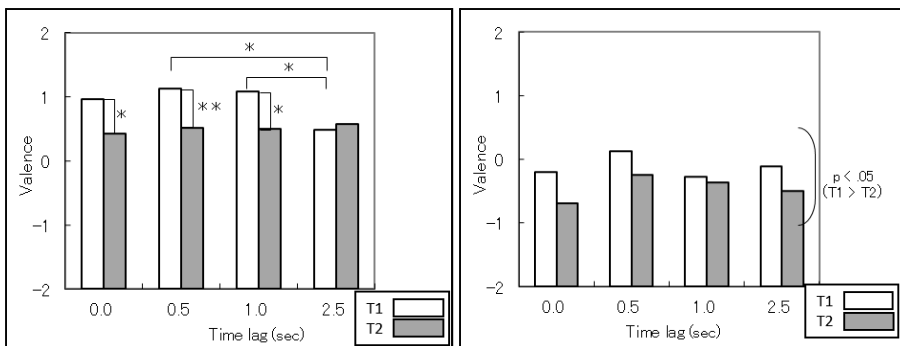 2
1
0
-1
-2
Valence
*
**
*
*
*
0.0 0.5 1.0 2.5
Time lag(sec)
T1
T2
2
1
0
-1
-2
Valence
p < .05
(T1 > T2)
0.0 0.5 1.0 2.5
Time lag(sec)
T1
T2